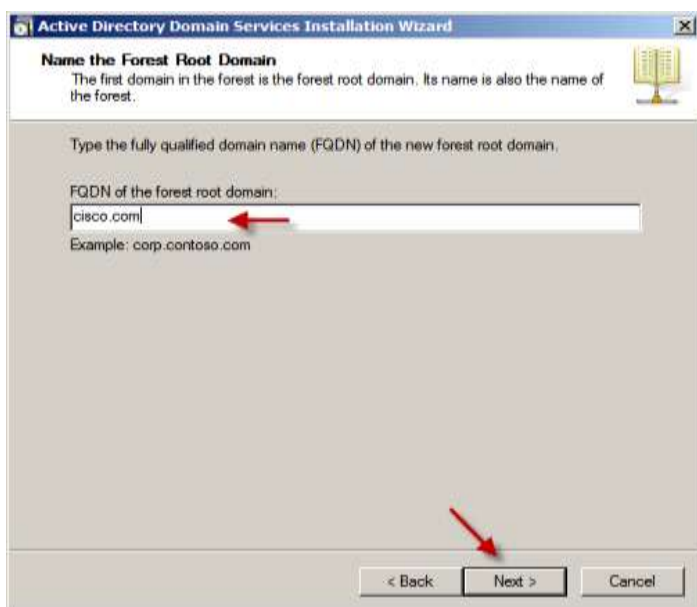 Active Directory Domain Services Installation Wizard
Name the Forest Root Domain
The first domain in the forest is the forest root domain. Its name is also the name of
the forest.
Type the fully qualified domain name (FQDN) of the new forest root domain.
FQDN of the forest root domain:
cisco.com
Example: corp.contoso.com
< Back Next > Cancel